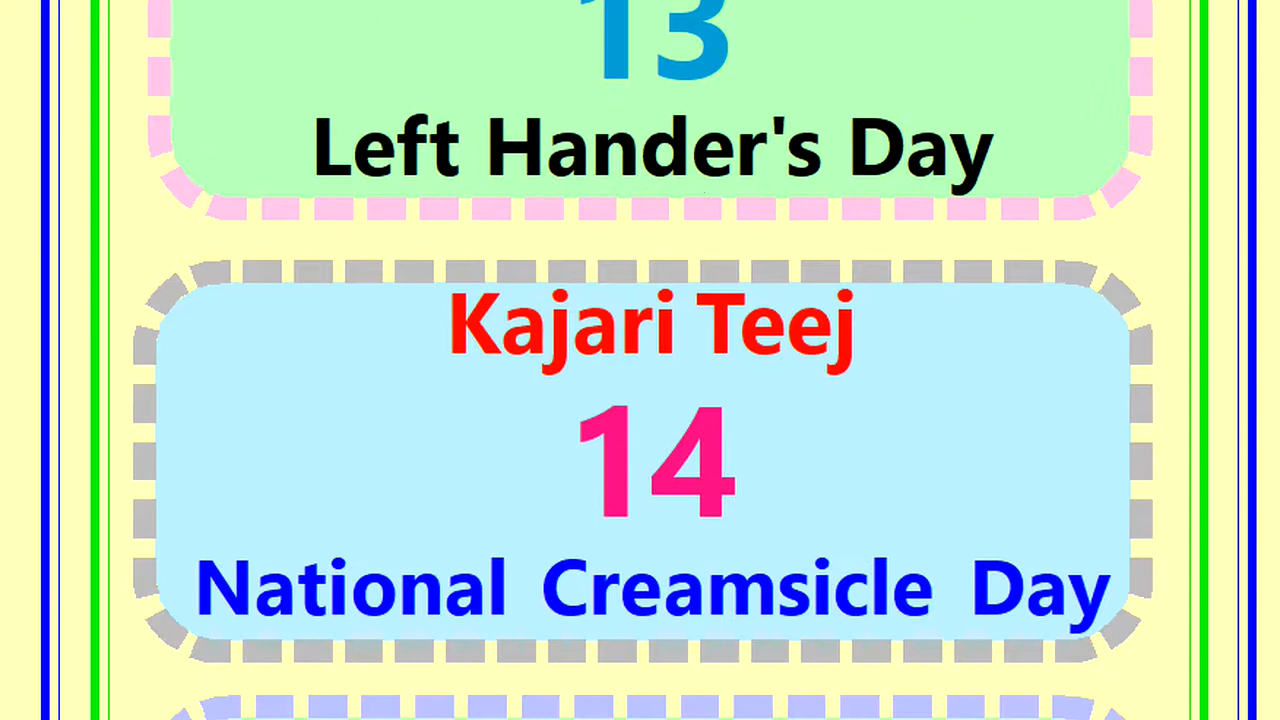 13
Left Hander's Day
Kajari Teej
14
National Creamsicle Day